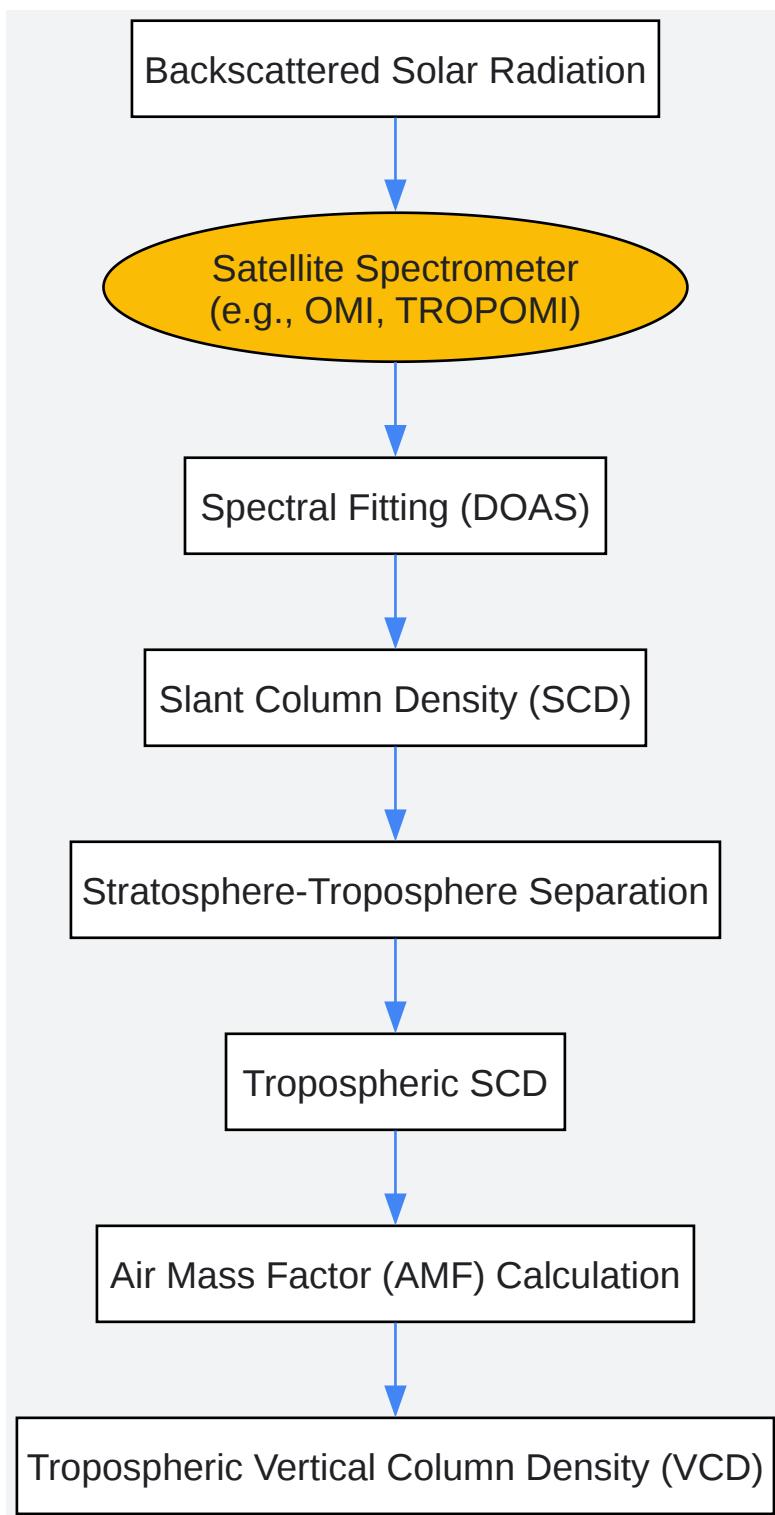 Backscattered Solar Radiation
Satellite Spectrometer
(e.g., OMI, TROPOMI)
Spectral Fitting (DOAS)
Slant Column Density (SCD)
Stratosphere-Troposphere Separation
Tropospheric SCD
Air Mass Factor (AMF) Calculation
Tropospheric Vertical Column Density (VCD)